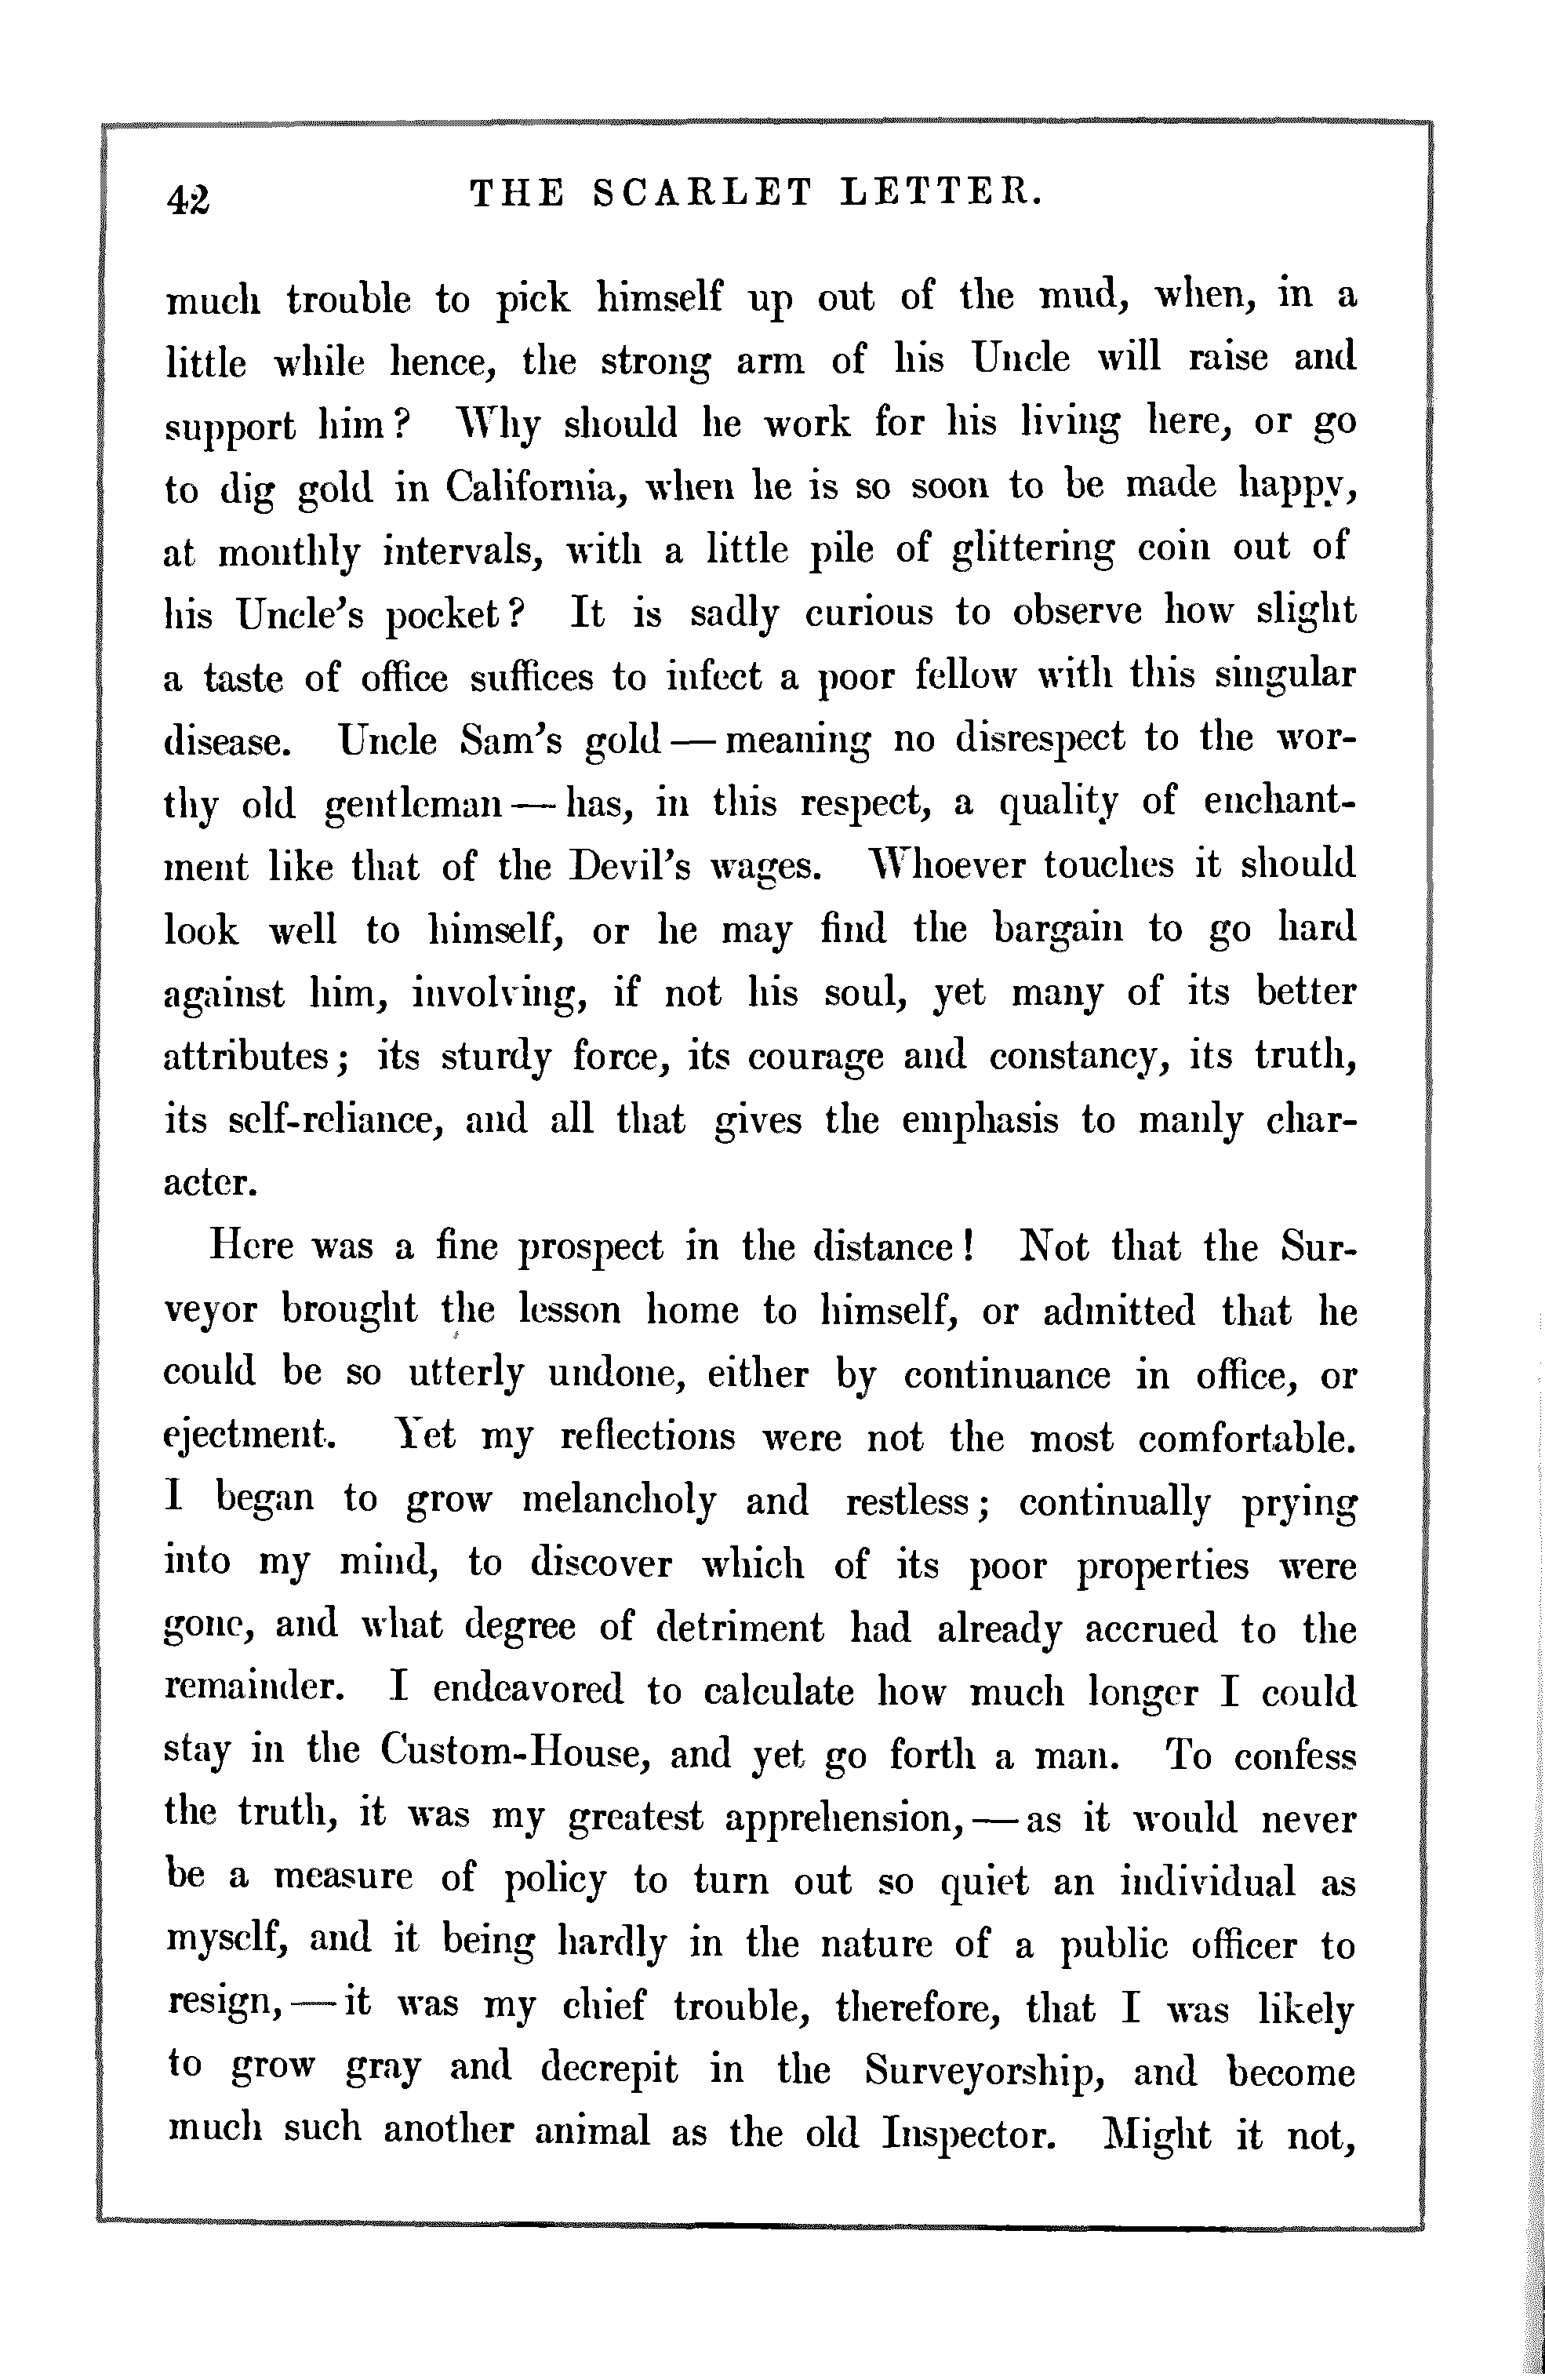 42 THE SCARLET LETTER.
much trouble to pick himself up out of the mud, when, in a
little while hence, the strong arm of his Uncle will raise and
support him? Why should he work for his living here, or go
to dig gold in California, when he is so soon to be made happy,
at monthly intervals, with a little pile of glittering coin out of
his Uncle's pocket? It is sadly curious to observe how slight
a taste of office suffices to infect a poor fellow with this singular
disease. Uncle Sam's gold — meaning no disrespect to the wor-
thy old gentleman — has, in this respect, a quality of enchant-
ment like that of the Devil's wages. Whoever touches it should
look well to himself, or he may find the bargain to go hard
against him, involving, if not his soul, yet many of its better
attributes; its sturdy force, its courage and constancy, its truth,
its self-reliance, and all that gives the emphasis to manly char-
acter.
Here was a fine prospect in the distance! Not that the Sur-
veyor brought the lesson home to himself, or admitted that he
could be so utterly undone, either by continuance in office, or
ejectment. Yet my reflections were not the most comfortable.
I began to grow melancholy and restless; continually prying
into my mind, to discover which of its poor properties were
gone, and what degree of detriment had already accrued to the
remainder. I endeavored to calculate how much longer I could
stay in the Custom-House, and yet go forth a man. To confess
the truth, it was my greatest apprehension, — as it would never
be a measure of policy to turn out so quiet an individual as
myself, and it being hardly in the nature of a public officer to
resign, — it was my chief trouble, therefore, that I was likely
to grow gray and decrepit in the Surveyorship, and become
much such another animal as the old Inspector. Might it not,